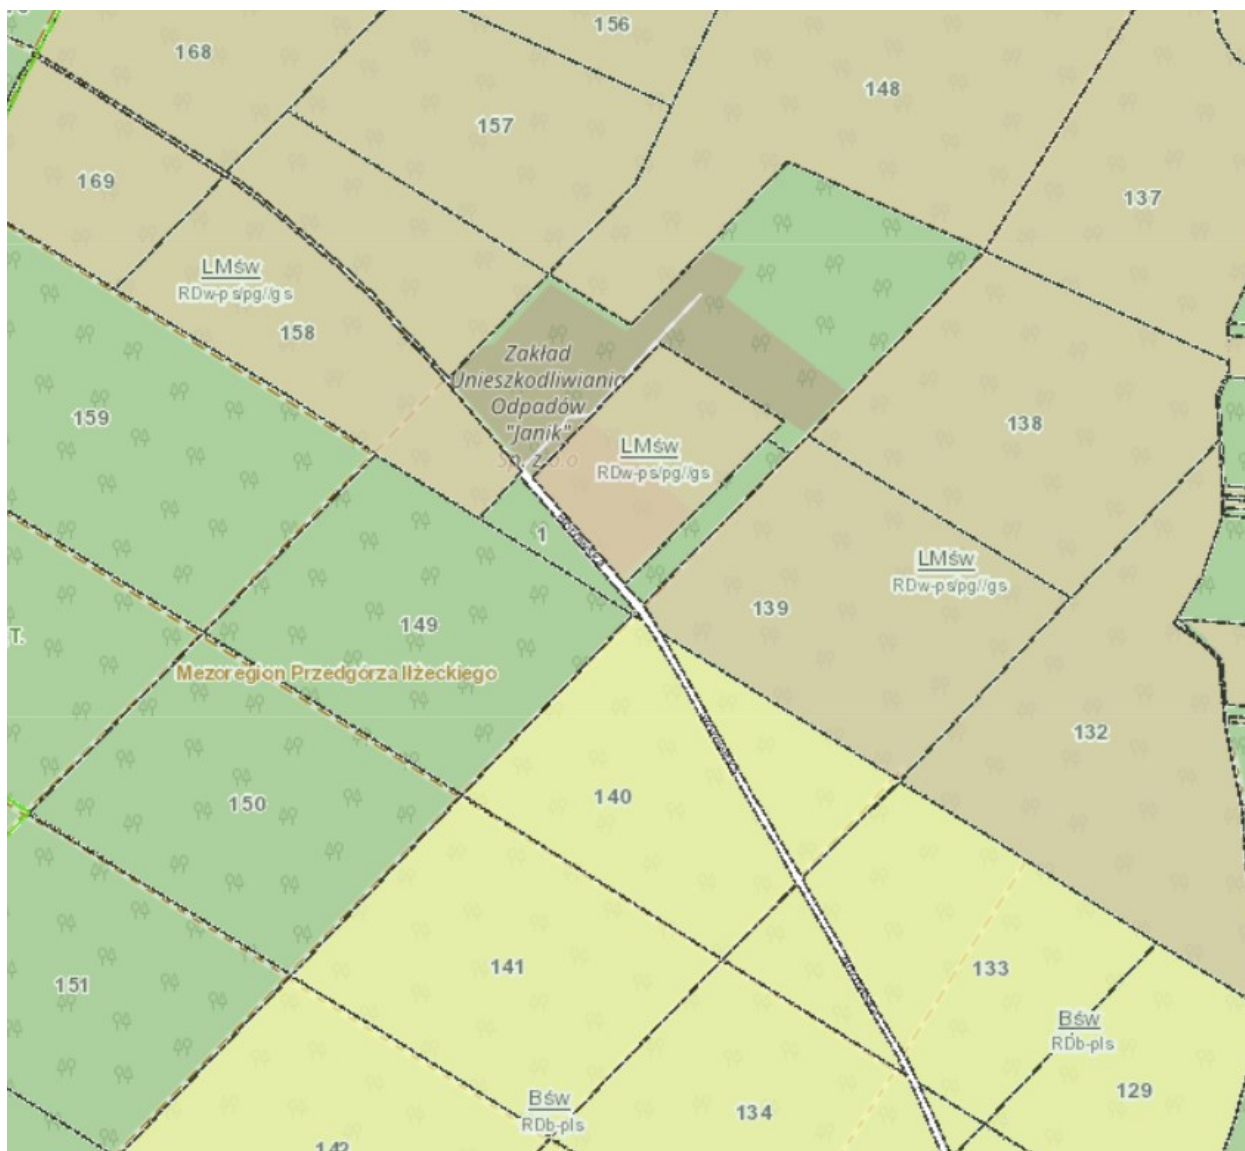 168
156
148
157
169
137
LMśw
RDw-ps/pg//gs
158
Zakład
Unieszkodliwiania
Odpadów
"Janik"
Sp. z o.o
159
138
LMśw
RDw-ps/pg//gs
1
LMśw
RDw-ps/pg//gs
139
149
T.
Mezoregion Przedgórza Iłżeckiego
132
140
150
141
133
151
Bśw
RDb-pls
Bśw
RDb-pls
134
129
142